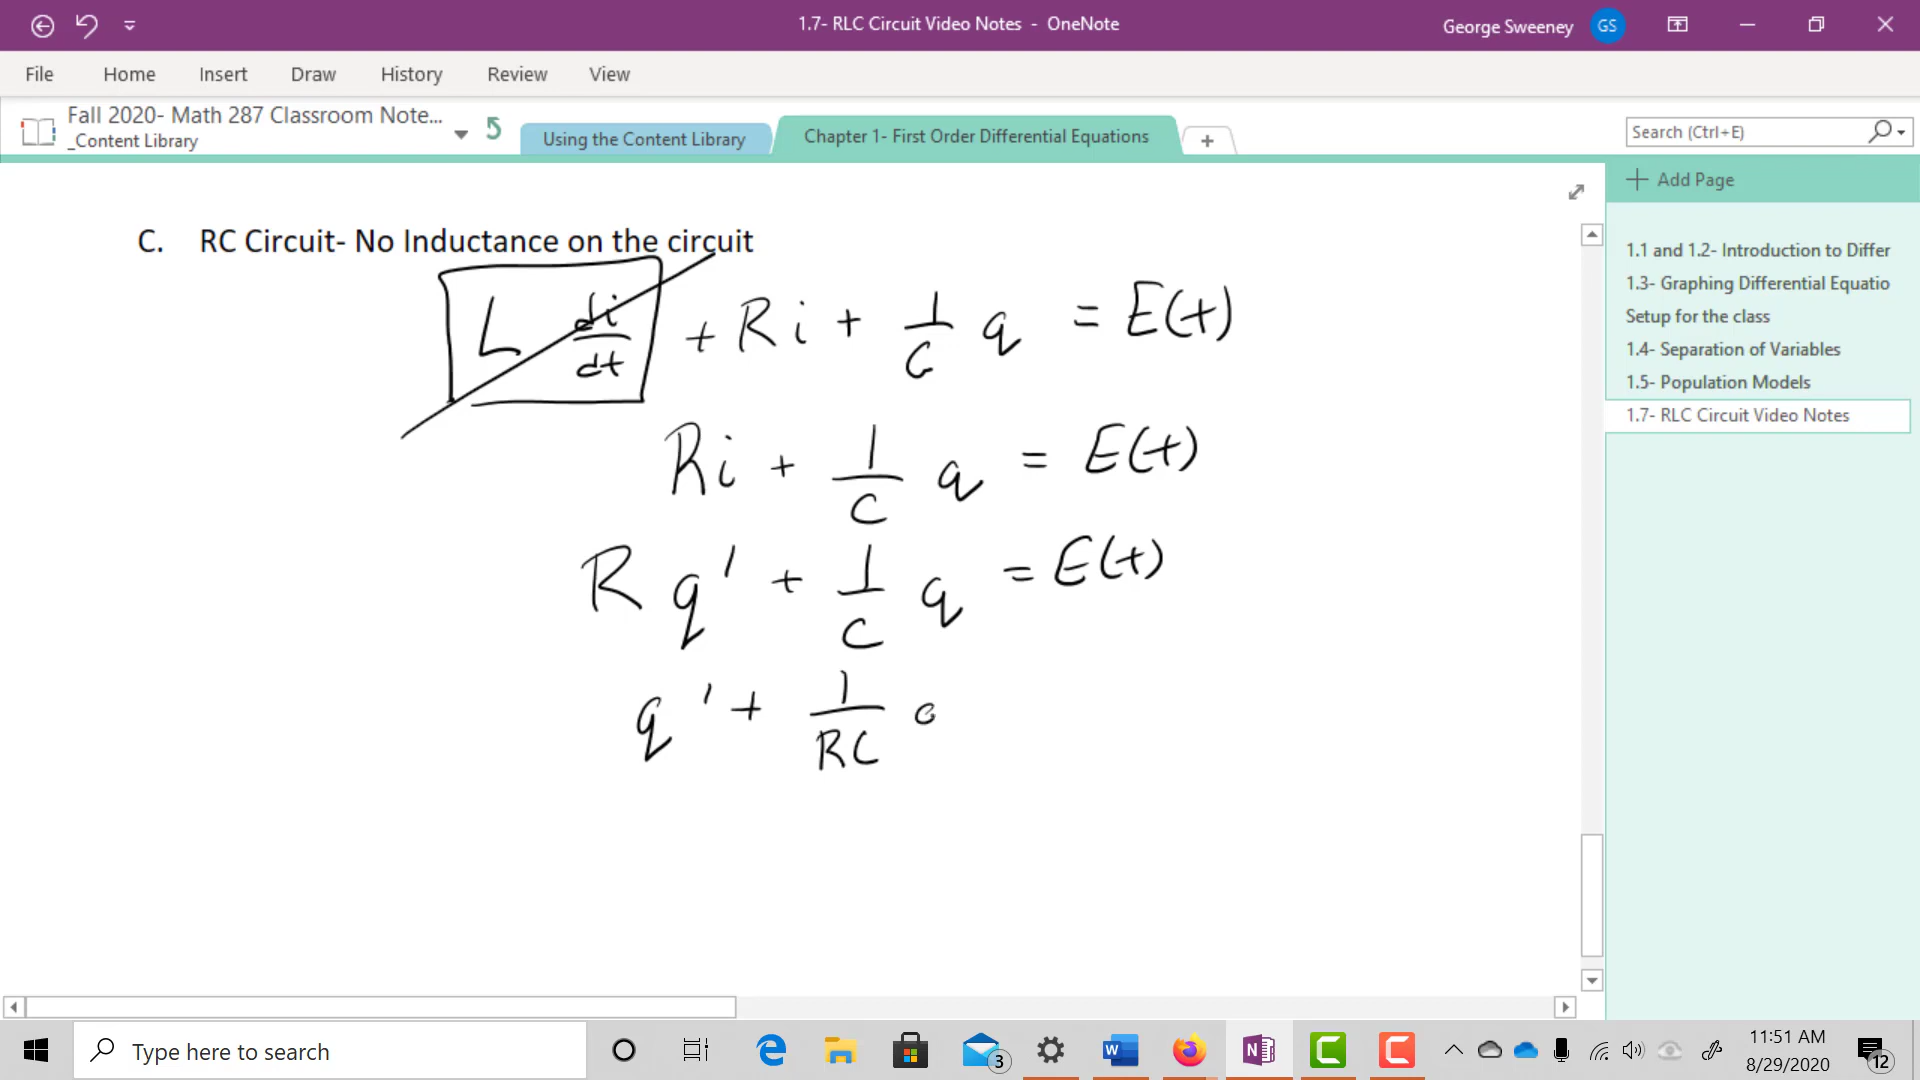 1.7- RLC Circuit Video Notes - OneNote
George Sweeney GS
File Home Insert Draw History Review View
Fall 2020- Math 287 Classroom Note...
_Content Library
Using the Content Library
Chapter 1- First Order Differential Equations
+
Search (Ctrl+E)
Add Page
1.1 and 1.2- Introduction to Differ
1.3- Graphing Differential Equatio
Setup for the class
1.4- Separation of Variables
1.5- Population Models
1.7- RLC Circuit Video Notes
C. RC Circuit- No Inductance on the circuit
L di/dt + Ri + 1/C q = E(t)
Ri + 1/C q = E(t)
R q' + 1/C q = E(t)
q' + 1/RC
Type here to search
3
11:51 AM
8/29/2020
12